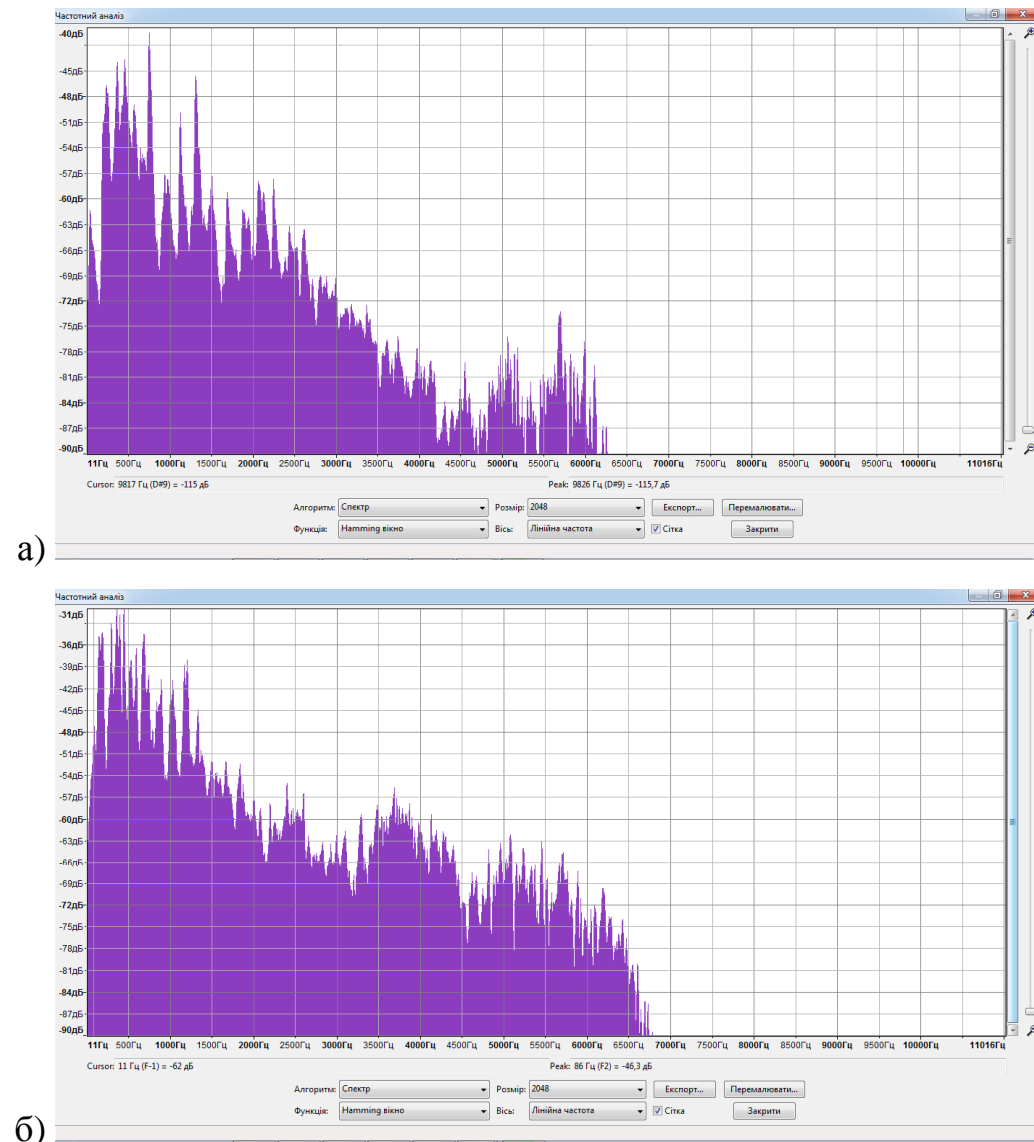 Частотний аналіз
-40дБ
-45дБ
-48дБ
-51дБ
-54дБ
-57дБ
-60дБ
-63дБ
-66дБ
-69дБ
-72дБ
-75дБ
-78дБ
-81дБ
-84дБ
-87дБ
-90дБ
11Гц 500Гц 1000Гц 1500Гц 2000Гц 2500Гц 3000Гц 3500Гц 4000Гц 4500Гц 5000Гц 5500Гц 6000Гц 6500Гц 7000Гц 7500Гц 8000Гц 8500Гц 9000Гц 9500Гц 10000Гц 11016Гц
Cursor: 9817 Гц (D#9) = -115 дБ Peak: 9826 Гц (D#9) = -115,7 дБ
Алгоритм: Спектр Розмір: 2048 Експорт... Перемалювати...
Функція: Hamming вікно Вісь: Лінійна частота Сітка Закрити
а)
Частотний аналіз
-31дБ
-36дБ
-39дБ
-42дБ
-45дБ
-48дБ
-51дБ
-54дБ
-57дБ
-60дБ
-63дБ
-66дБ
-69дБ
-72дБ
-75дБ
-78дБ
-81дБ
-84дБ
-87дБ
-90дБ
11Гц 500Гц 1000Гц 1500Гц 2000Гц 2500Гц 3000Гц 3500Гц 4000Гц 4500Гц 5000Гц 5500Гц 6000Гц 6500Гц 7000Гц 7500Гц 8000Гц 8500Гц 9000Гц 9500Гц 10000Гц 11016Гц
Cursor: 11 Гц (F-1) = -62 дБ Peak: 86 Гц (F2) = -46,3 дБ
Алгоритм: Спектр Розмір: 2048 Експорт... Перемалювати...
Функція: Hamming вікно Вісь: Лінійна частота Сітка Закрити
б)